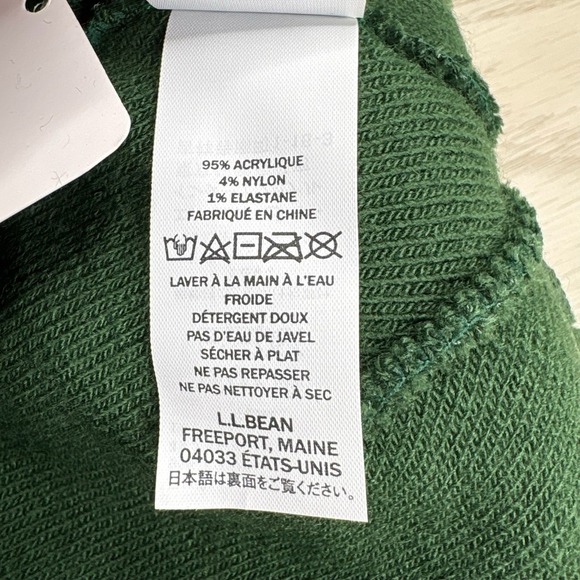 95% ACRYLIQUE
4% NYLON
1% ELASTANE
FABRIQUÉ EN CHINE
LAVER À LA MAIN À L'EAU
FROIDE
DÉTERGENT DOUX
PAS D'EAU DE JAVEL
SÉCHER À PLAT
NE PAS REPASSER
NE PAS NETTOYER À SEC
L.L.BEAN
FREEPORT, MAINE
04033 ÉTATS-UNIS
日本語は裏面をご覧ください。